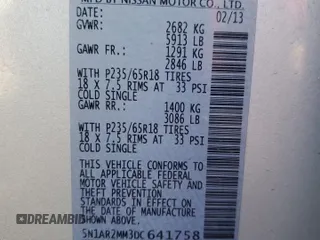 MFD BY NISSAN MOTOR CO., LTD.
DATE: 02/13
GVWR: 2682 KG
5913 LB
GAWR FR: 1291 KG
2846 LB
WITH P235/65R18 TIRES
18 X 7.5 RIMS AT 33 PSI
COLD SINGLE
GAWR RR: 1400 KG
3086 LB
WITH P235/65R18 TIRES
18 X 7.5 RIMS AT 33 PSI
COLD SINGLE
THIS VEHICLE CONFORMS TO
ALL APPLICABLE FEDERAL
MOTOR VEHICLE SAFETY
STANDARDS IN EFFECT ON THE
DATE OF MANUFACTURE
SHOWN ABOVE.
5N1AR2MM3DC641758
DREAMBID